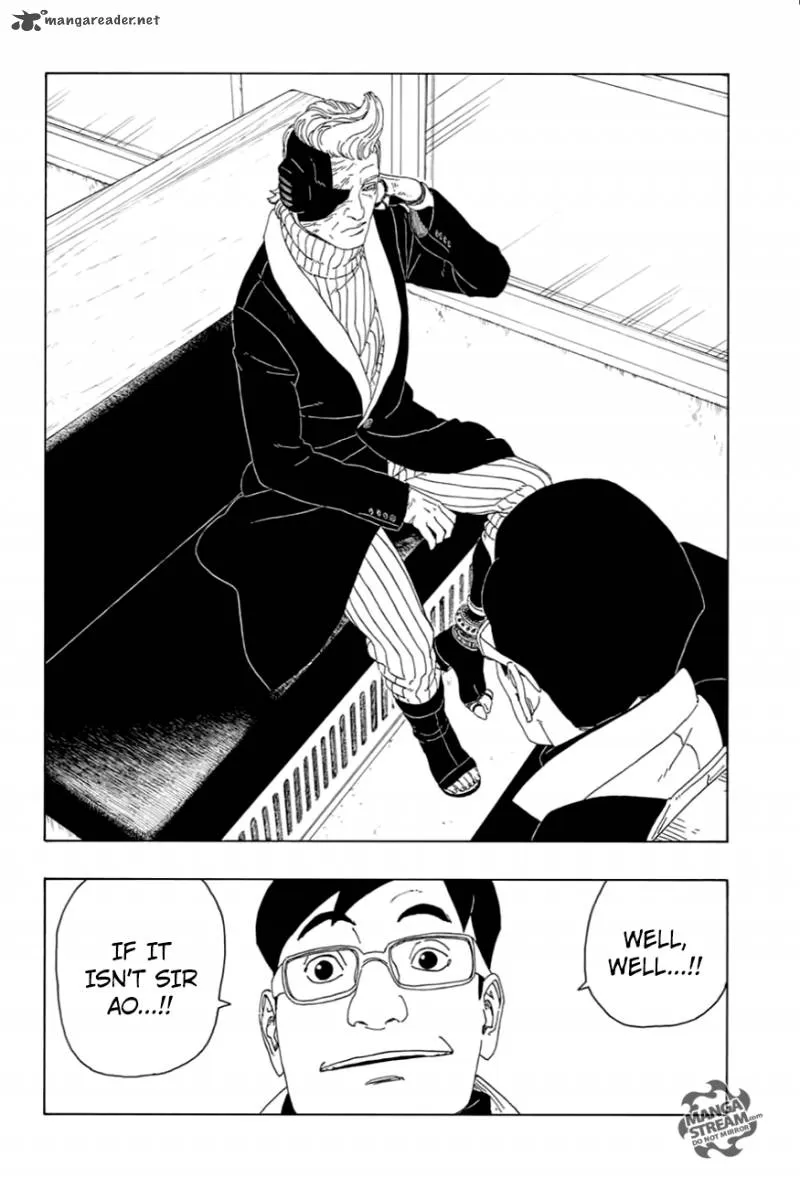 mangareader.net
WELL,
WELL...!!
IF IT
ISN'T SIR
AO...!!
MANGA
STREAM.com
DO NOT MIRROR